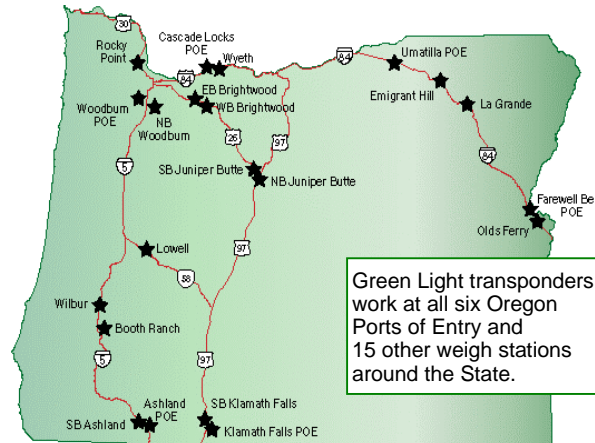 30
Rocky
Point
Cascade Locks
POE
Wyeth
84
Umatilla POE
84
EB Brightwood
WB Brightwood
Woodburn
POE
NB
Woodburn
Emigrant Hill
La Grande
26
97
84
5
SB Juniper Butte
NB Juniper Butte
Farewell Be
POE
Olds Ferry
97
Lowell
58
Wilbur
Booth Ranch
5
97
Green Light transponders
work at all six Oregon
Ports of Entry and
15 other weigh stations
around the State.
Ashland
POE
SB Ashland
SB Klamath Falls
Klamath Falls POE